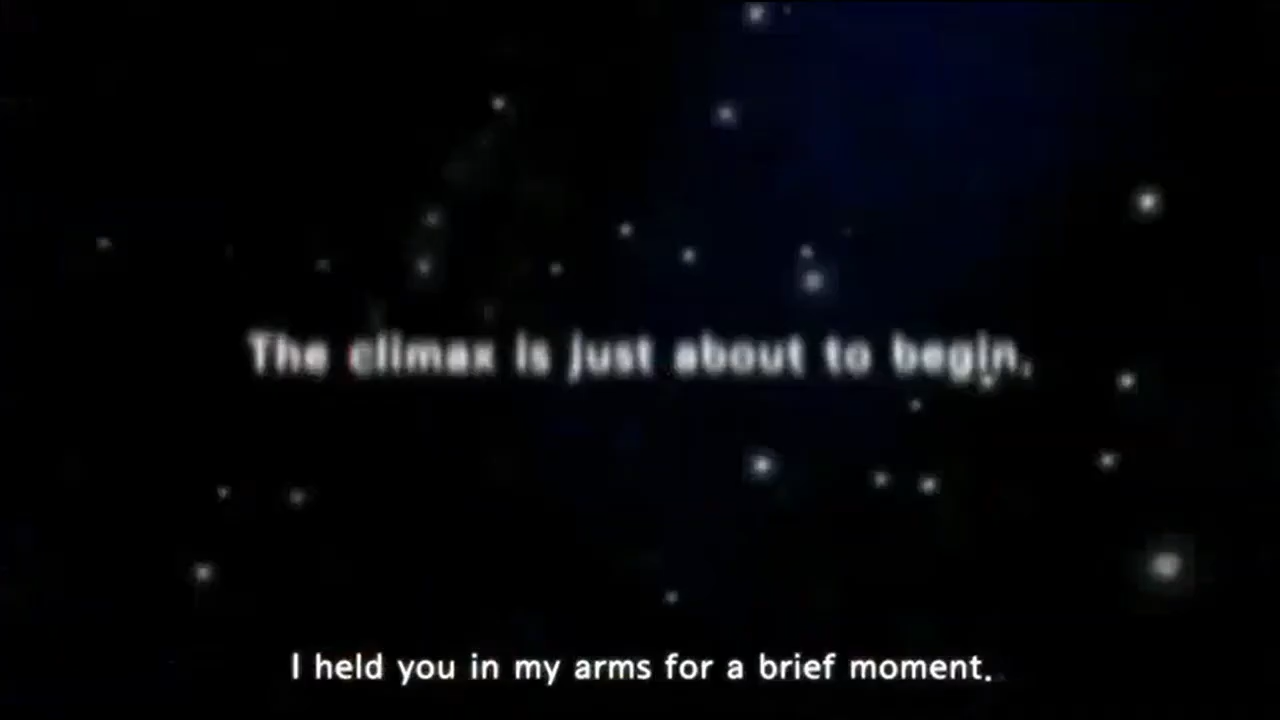 The climax is just about to begin.
I held you in my arms for a brief moment.